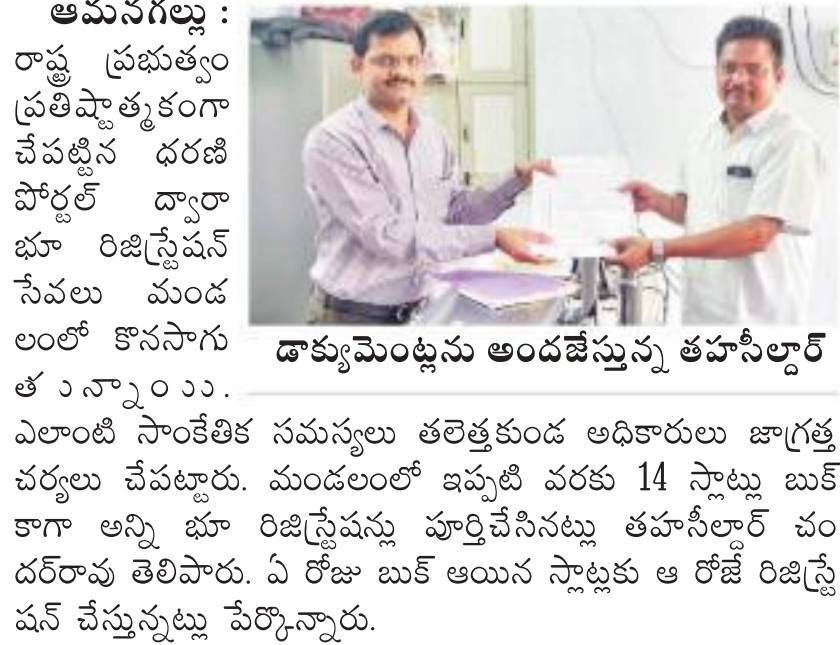 ఆమనగల్లు :
రాష్ట్ర ప్రభుత్వం
ప్రతిష్టాత్మకంగా
చేపట్టిన ధరణి
పోర్టల్ ద్వారా
భూ రిజిస్ట్రేషన్
సేవలు మండ
లంలో కొనసాగు
తున్నాయి.
డాక్యుమెంట్లను అందజేస్తున్న తహసీల్దార్
ఎలాంటి సాంకేతిక సమస్యలు తలెత్తకుండ అధికారులు జాగ్రత్త
చర్యలు చేపట్టారు. మండలంలో ఇప్పటి వరకు 14 స్లాట్లు బుక్
కాగా అన్ని భూ రిజిస్ట్రేషన్లు పూర్తిచేసినట్లు తహసీల్దార్ చం
దర్‌రావు తెలిపారు. ఏ రోజు బుక్ ఆయిన స్లాట్లకు ఆ రోజే రిజిస్ట్రే
షన్ చేస్తున్నట్లు పేర్కొన్నారు.